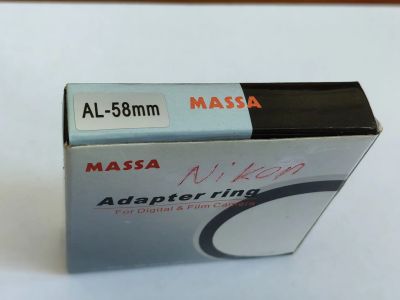 AL-58mm
MASSA
MASSA
Nikon
Adapter ring
For Digital & Film Camera